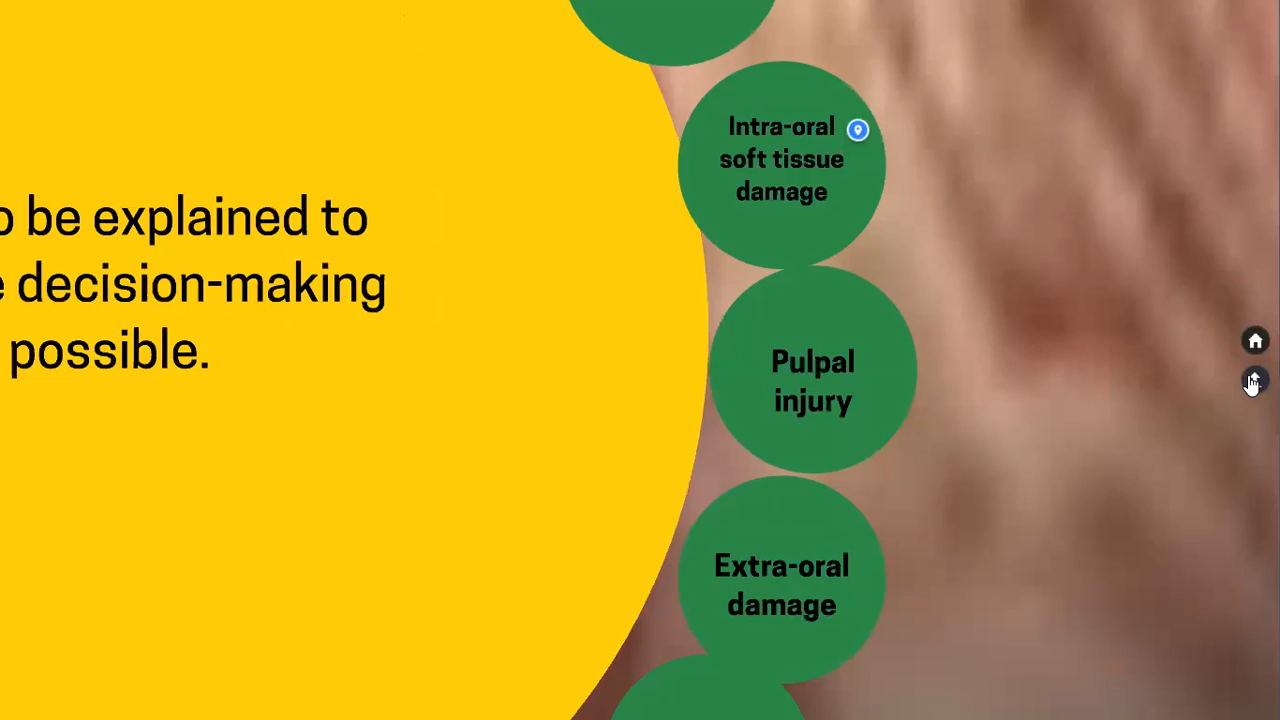 be explained to
decision-making
possible.
Intra-oral
soft tissue
damage
Pulpal
injury
Extra-oral
damage